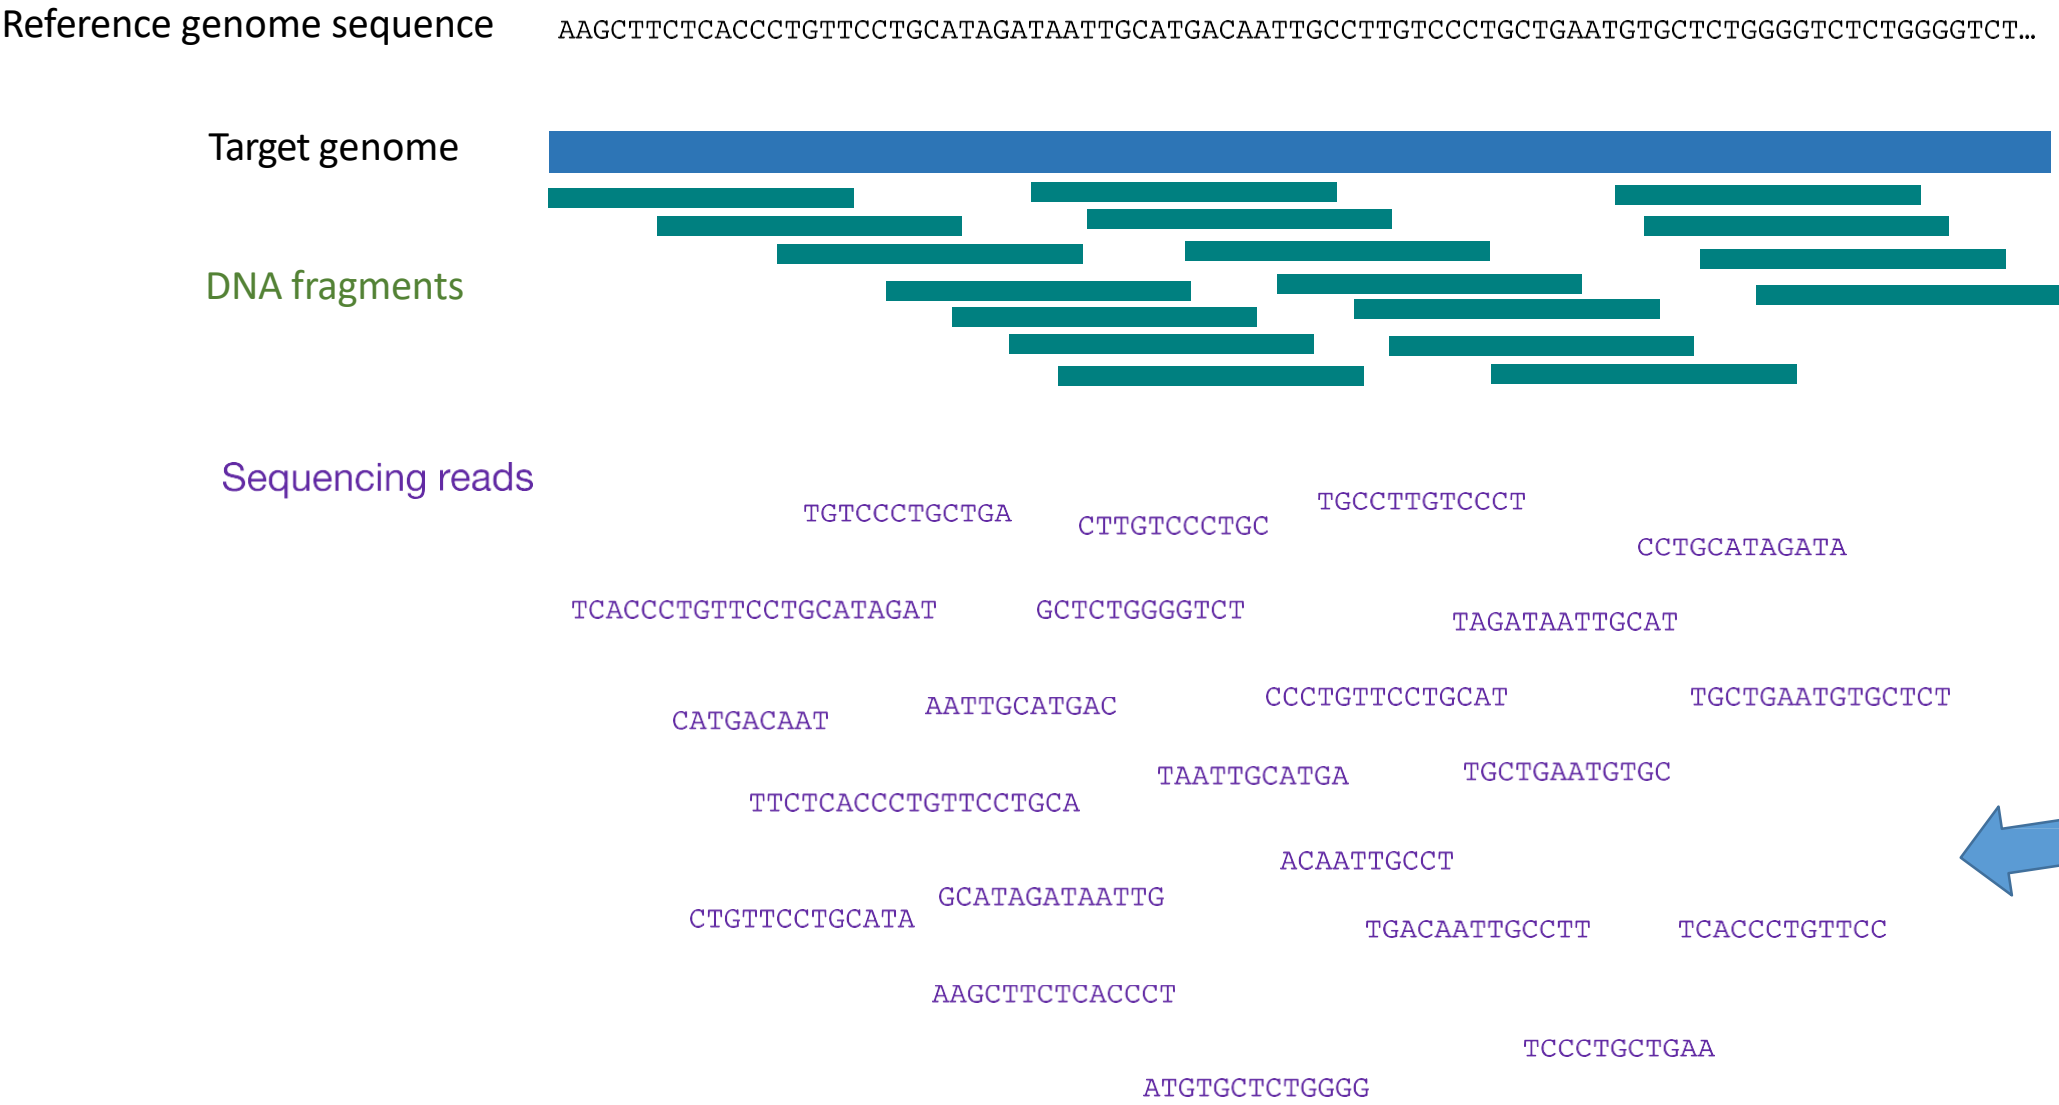 Reference genome sequence AAGCTTCTCACCCTGTTCCTGCATAGATAATTGCATGACAATTGCCTTGTCCCTGCTGAATGTGCTCTGGGGTCTCTGGGGTCT…
Target genome
DNA fragments
Sequencing reads
TGCCTTGTCCCT
TGTCCCTGCTGA
CTTGTCCCTGC
CCTGCATAGATA
TCACCCTGTTCCTGCATAGAT
GCTCTGGGGTCT
TAGATAATTGCAT
CATGACAAT
AATTGCATGAC
CCCTGTTCCTGCAT
TGCTGAATGTGCTCT
TAATTGCATGA
TGCTGAATGTGC
TTCTCACCCTGTTCCTGCA
ACAATTGCCT
GCATAGATAATTG
CTGTTCCTGCATA
TGACAATTGCCTT
TCACCCTGTTCC
AAGCTTCTCACCCT
TCCCTGCTGAA
ATGTGCTCTGGGG